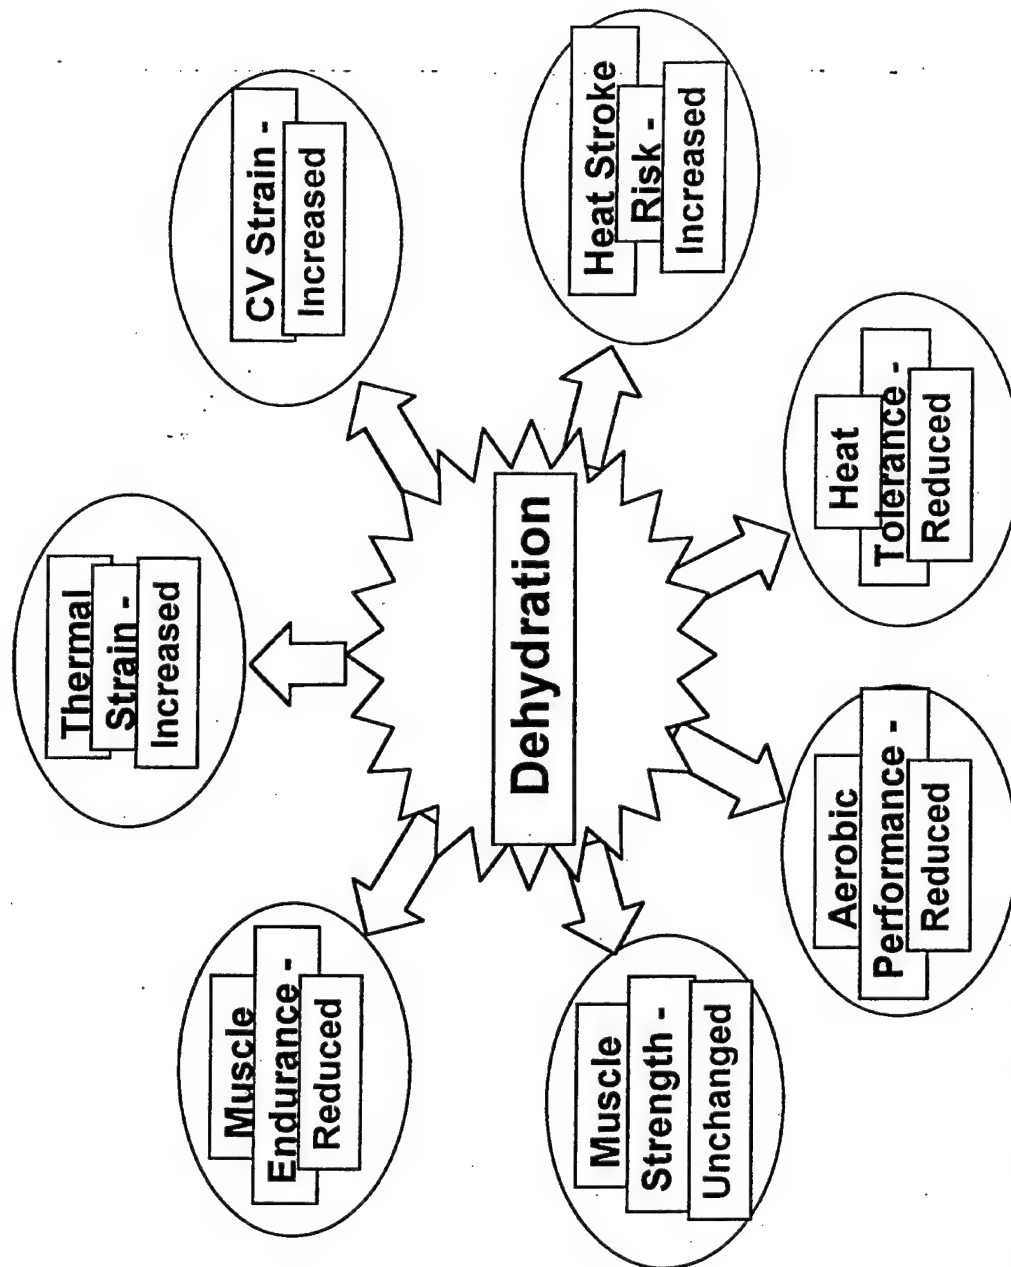 Thermal
Strain -
Increased
CV Strain -
Increased
Heat Stroke
Risk -
Increased
Heat
Tolerance -
Reduced
Aerobic
Performance -
Reduced
Muscle
Strength -
Unchanged
Muscle
Endurance -
Reduced
Dehydration